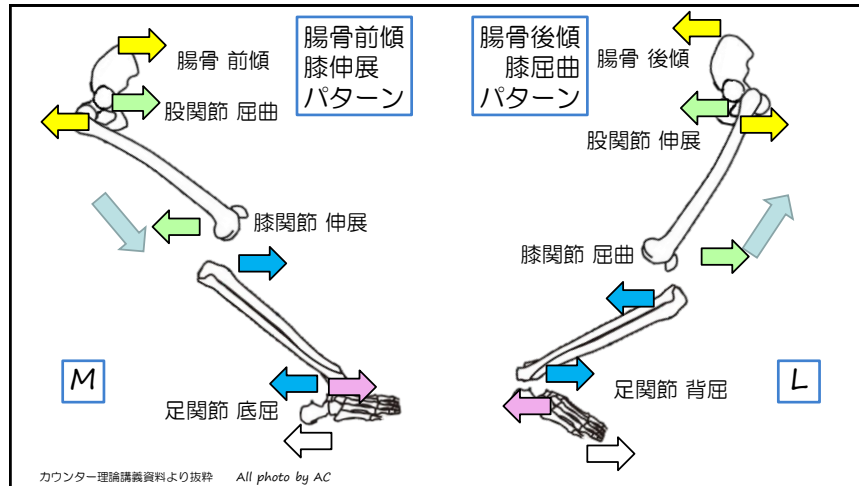 腸骨 前傾
股関節 屈曲
腸骨前傾
膝伸展
パターン
膝関節 伸展
足関節 底屈
M
腸骨後傾
膝屈曲
パターン
腸骨 後傾
股関節 伸展
膝関節 屈曲
足関節 背屈
L
カウンター理論講義資料より抜粋 All photo by AC